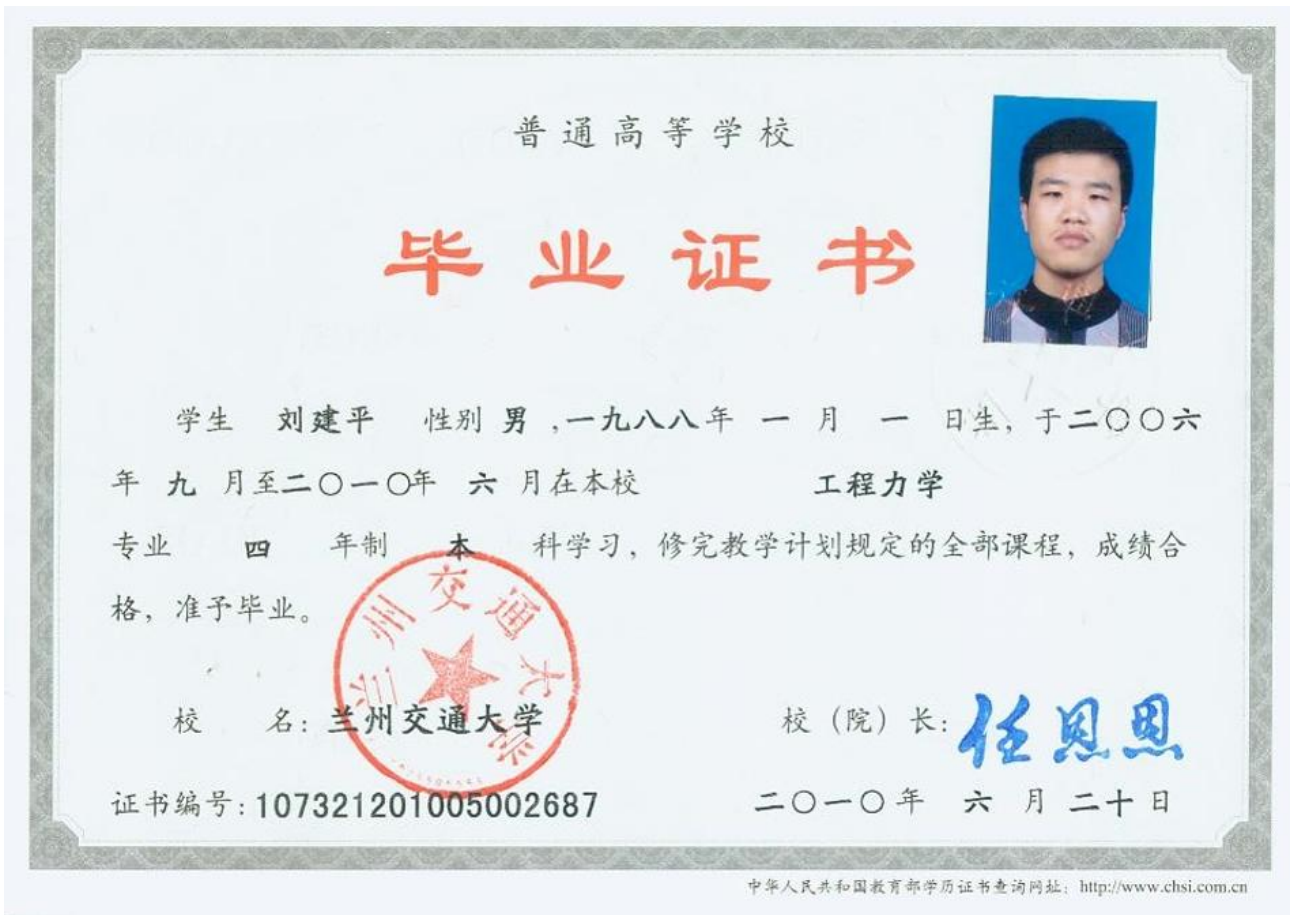 普通高等学校
毕业证书
学生 刘建平 性别 男 ,一九八八年 一 月 一 日生, 于二〇〇六
年 九 月至二〇一〇年 六 月在本校 工程力学
专业 四 年制 本 科学习, 修完教学计划规定的全部课程, 成绩合
格, 准予毕业。
兰州交通大学
校 名: 兰州交通大学 校 (院) 长: 任恩恩
证书编号: 107321201005002687 二〇一〇年 六 月 二十 日
中华人民共和国教育部学历证书查询网址: http://www.chsi.com.cn